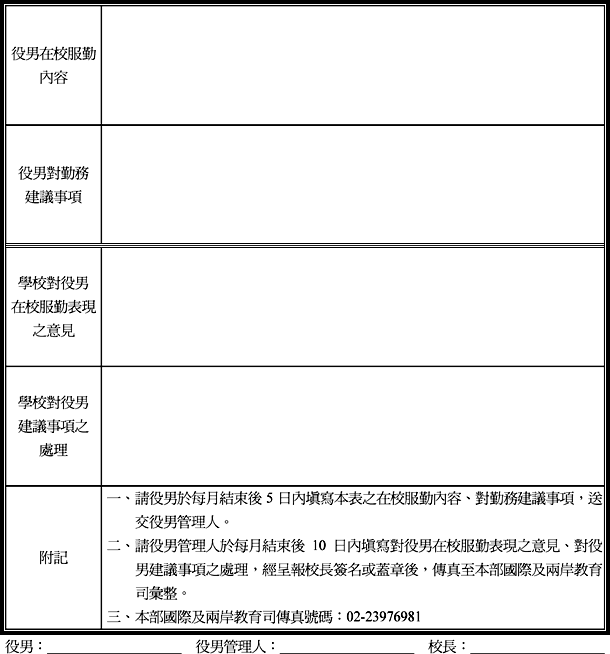 役男在校服勤
內容
役男對勤務
建議事項
學校對役男
在校服勤表現
之意見
學校對役男
建議事項之
處理
附記
一、請役男於每月結束後 5 日內填寫本表之在校服勤內容、對勤務建議事項，送
交役男管理人。
二、請役男管理人於每月結束後 10 日內填寫對役男在校服勤表現之意見、對役
男建議事項之處理，經呈報校長簽名或蓋章後，傳真至本部國際及兩岸教育
司彙整。
三、本部國際及兩岸教育司傳真號碼：02-23976981
役男：________________ 役男管理人：________________ 校長：________________